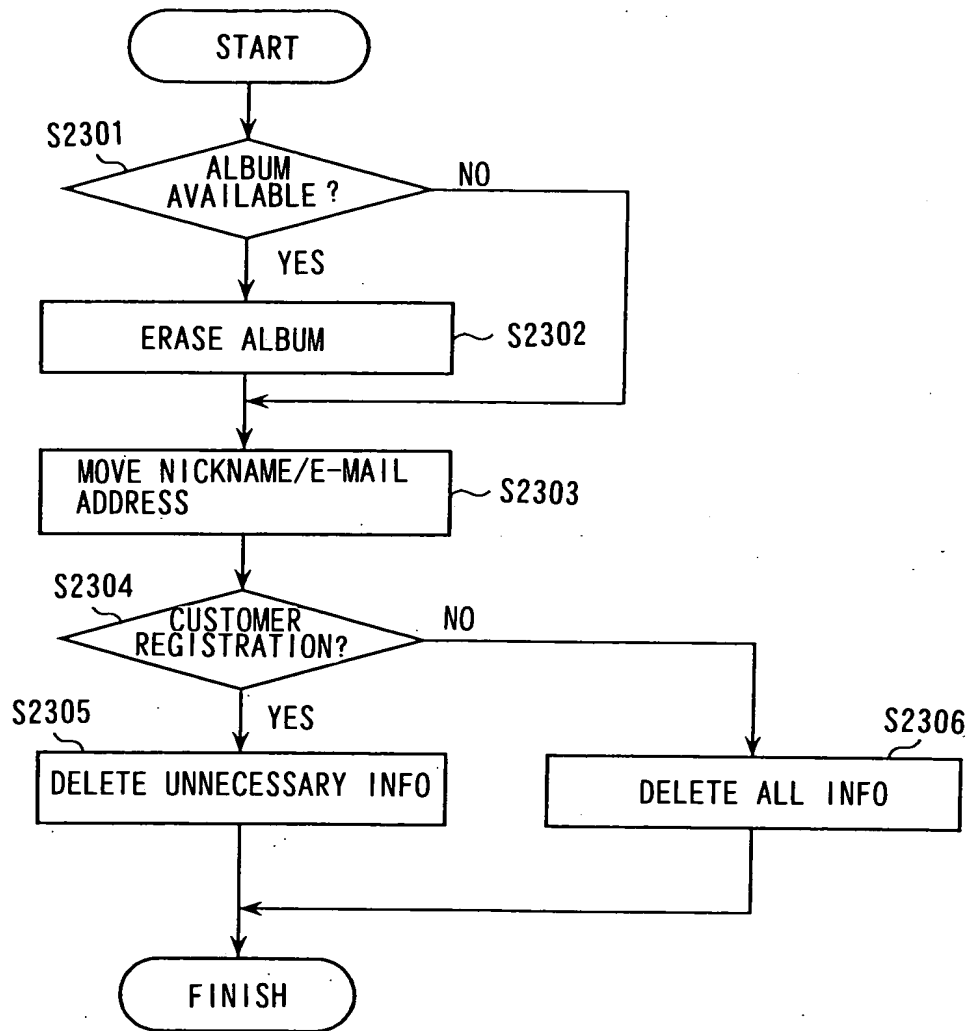 START
S2301
ALBUM
AVAILABLE?
NO
YES
ERASE ALBUM
S2302
MOVE NICKNAME/E-MAIL
ADDRESS
S2303
S2304
CUSTOMER
REGISTRATION?
NO
S2305
YES
S2306
DELETE UNNECESSARY INFO
DELETE ALL INFO
FINISH